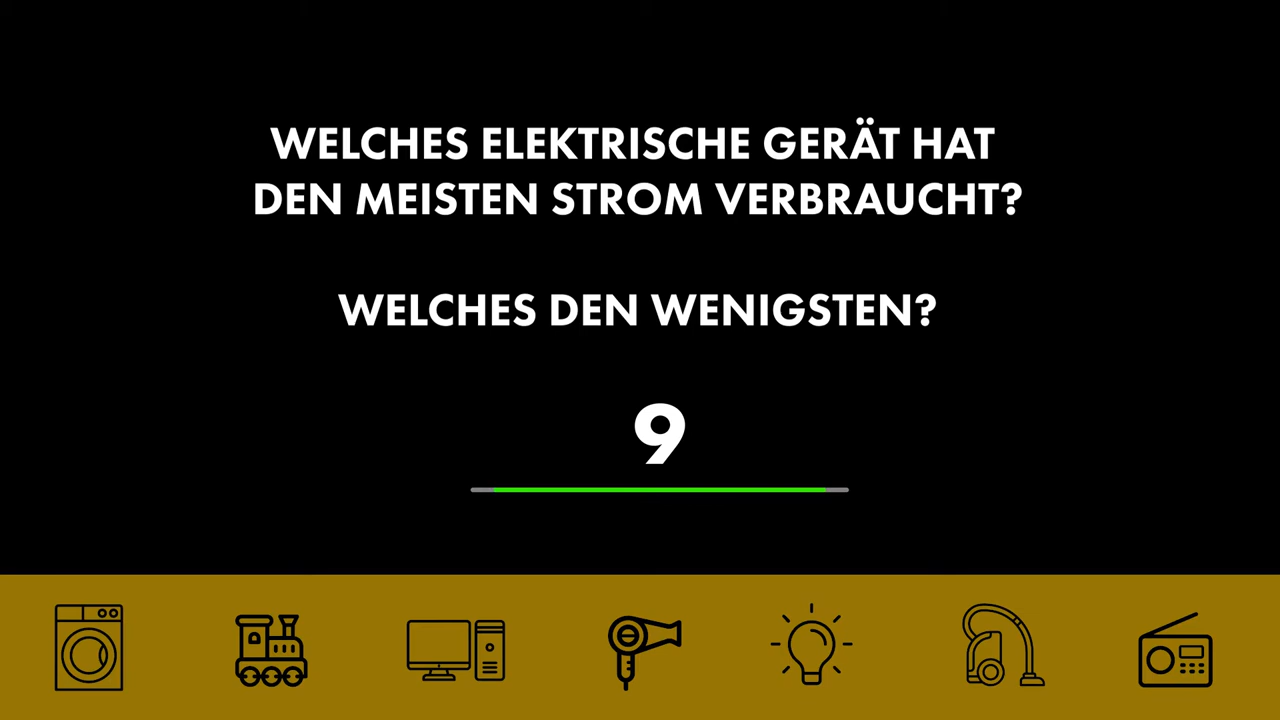 WELCHES ELEKTRISCHE GERÄT HAT
DEN MEISTEN STROM VERBRAUCHT?
WELCHES DEN WENIGSTEN?
9